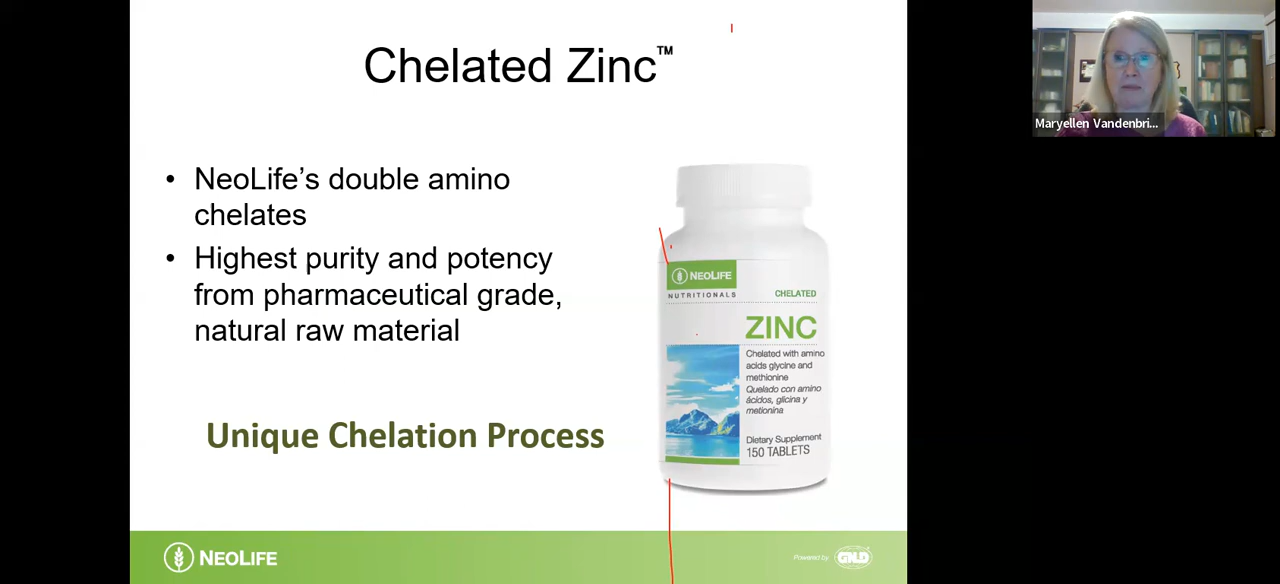 Chelated Zinc™
• NeoLife’s double amino
chelates
• Highest purity and potency
from pharmaceutical grade,
natural raw material
Unique Chelation Process
NEOLIFE
NUTRITIONALS
CHELATED
ZINC
Chelated with amino
acids glycine and
methionine
Quelado con amino
ácidos, glicina y
metionina
Dietary Supplement
150 TABLETS
NEOLIFE
Powered by
GNLD
Maryellen Vandenbri...